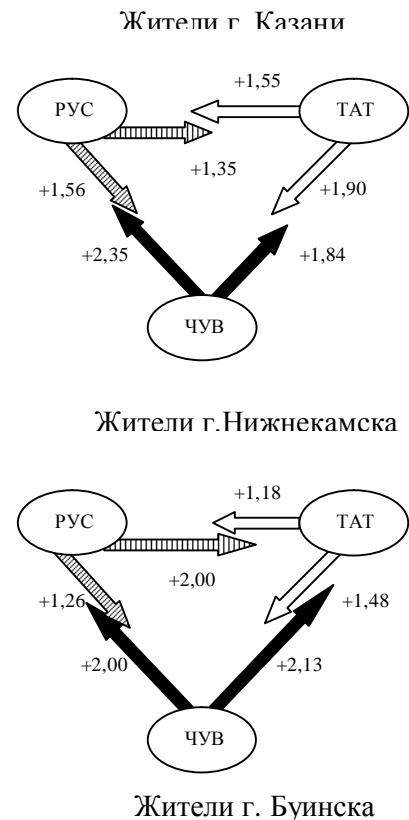 Жители г. Казани
+1,55
РУС
ТАТ
+1,35
+1,56
+1,90
+2,35
+1,84
ЧУВ
Жители г.Нижнекамска
+1,18
РУС
ТАТ
+2,00
+1,26
+1,48
+2,00
+2,13
ЧУВ
Жители г. Буинска